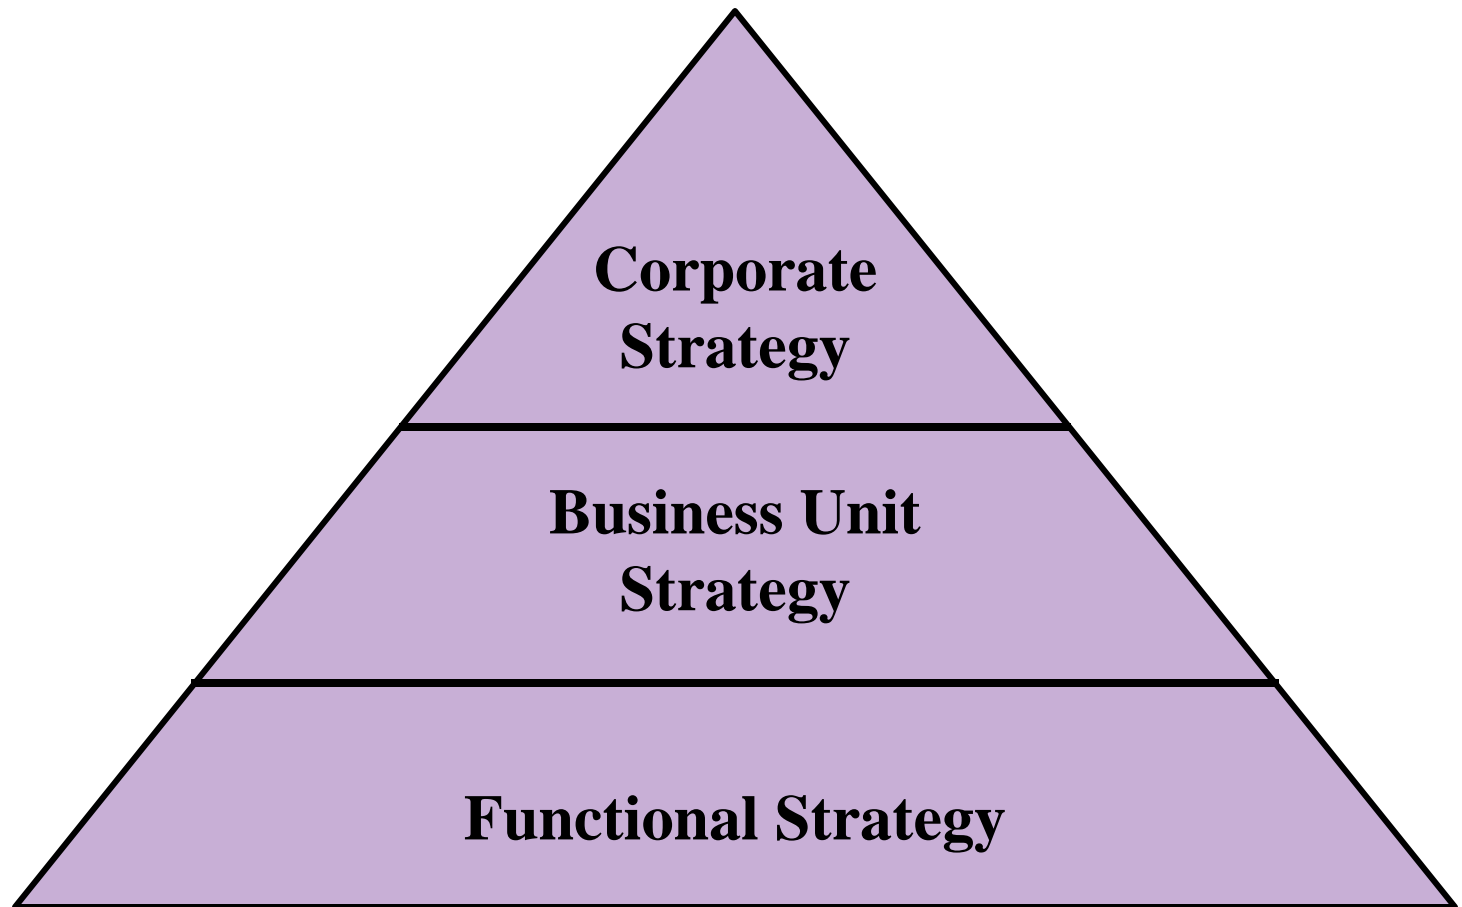 Corporate
Strategy
Business Unit
Strategy
Functional Strategy